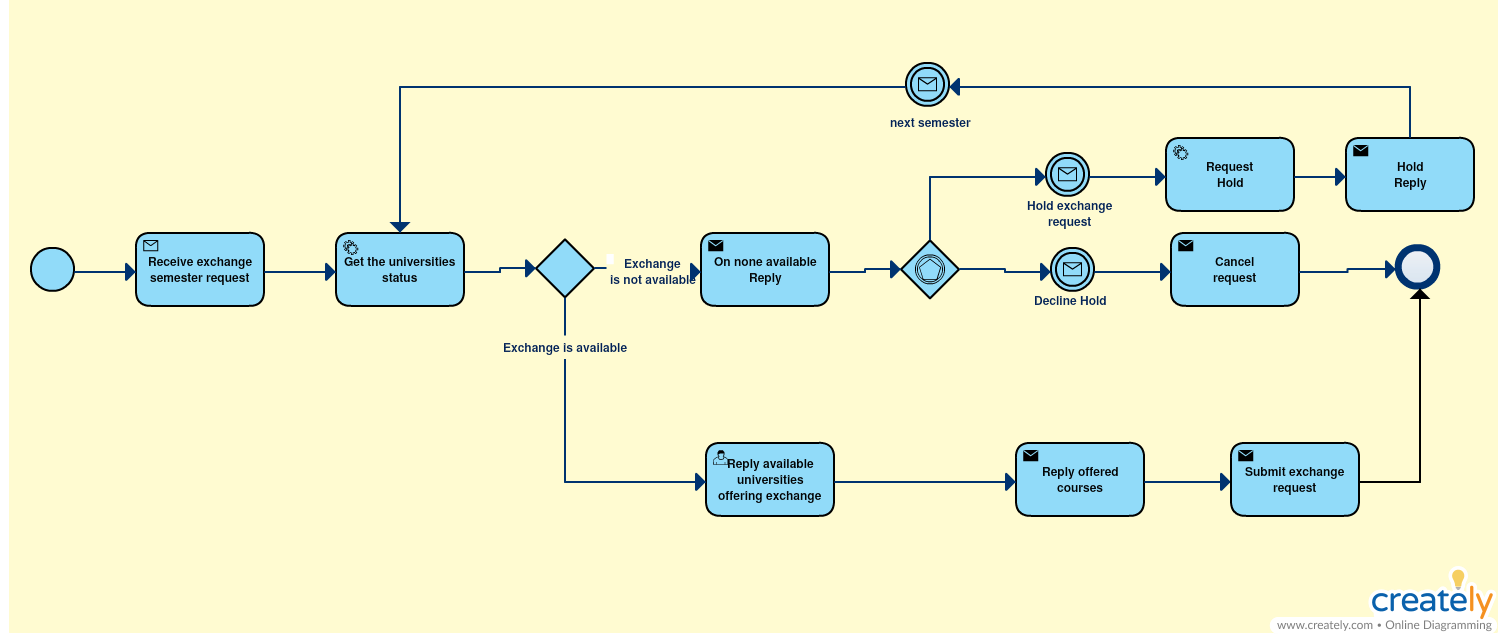 next semester
Request
Hold
Hold
Reply
Hold exchange
request
Receive exchange
semester request
Get the universities
status
Exchange
is not available
On none available
Reply
Decline Hold
Cancel
request
Exchange is available
Reply available
universities
offering exchange
Reply offered
courses
Submit exchange
request
creately
www.creately.com • Online Diagramming